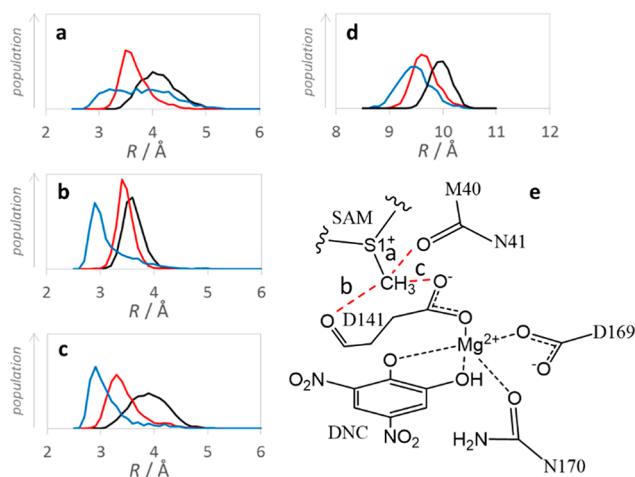 a
population
2 3 4 5 6
R / Å
d
population
8 9 10 11 12
R / Å
b
population
2 3 4 5 6
R / Å
c
population
2 3 4 5 6
R / Å
e
M40
SAM
S1+
a
O
N41
b
CH3
c
O-
O
D141
O
Mg2+
O
D169
-O
O
O2N
OH
O
DNC
NO2
H2N
N170